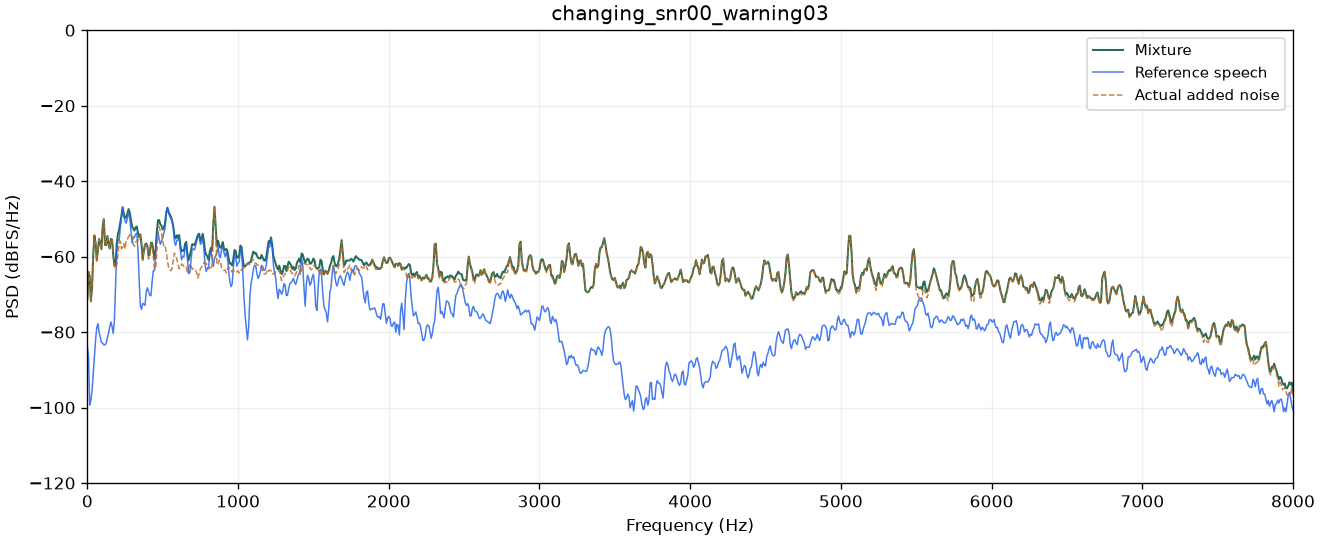 changing_snr00_warning03
Mixture
Reference speech
Actual added noise
PSD (dBFS/Hz)
0
−20
−40
−60
−80
−100
−120
0 1000 2000 3000 4000 5000 6000 7000 8000
Frequency (Hz)